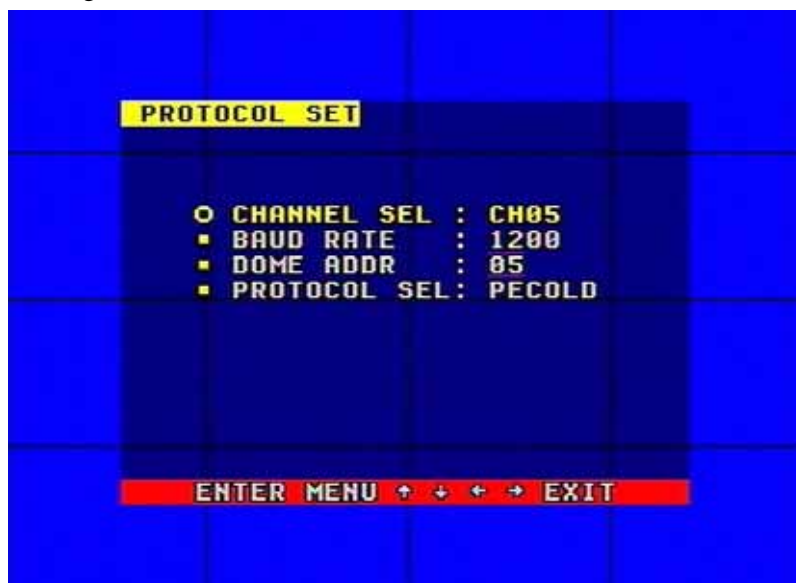 PROTOCOL SET
CHANNEL SEL : CH05
BAUD RATE : 1200
DOME ADDR : 05
PROTOCOL SEL: PECOLD
ENTER MENU ↑ ↓ ← → EXIT